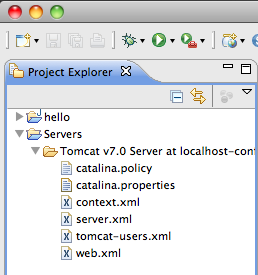 Project Explorer
hello
Servers
Tomcat v7.0 Server at localhost-con
catalina.policy
catalina.properties
context.xml
server.xml
tomcat-users.xml
web.xml